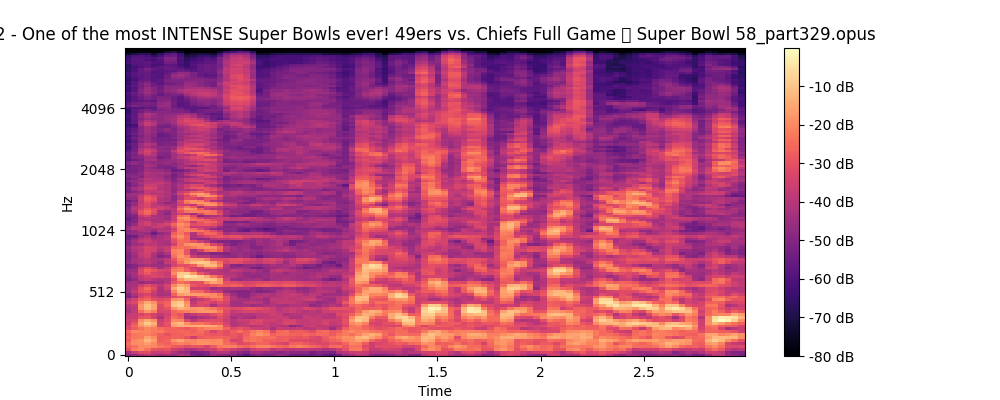 2 - One of the most INTENSE Super Bowls ever! 49ers vs. Chiefs Full Game Super Bowl 58_part329.opus
4096
2048
1024
512
0
Hz
0 0.5 1 1.5 2 2.5
Time
-10 dB
-20 dB
-30 dB
-40 dB
-50 dB
-60 dB
-70 dB
-80 dB